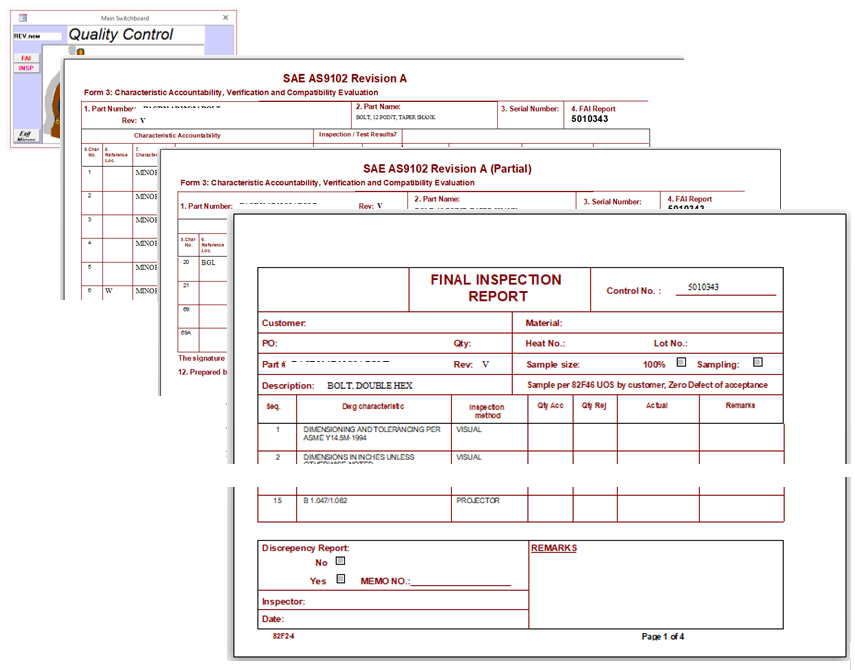 Main Switchboard
REV.new
Quality Control
FAI
INSP
Exit
SAE AS9102 Revision A
Form 3: Characteristic Accountability, Verification and Compatibility Evaluation
1. Part Number:
Rev: V
2. Part Name:
BOLT, 12 POINT, TAPER SHANK
3. Serial Number:
4. FAI Report
5010343
Characteristic Accountability
Inspection / Test Results7
5.Char No.
6. Reference Loc.
7.
1 MINOR
2 MINOR
3 MINOR
4 MINOR
5 MINOR
6 W MINOR
SAE AS9102 Revision A (Partial)
Form 3: Characteristic Accountability, Verification and Compatibility Evaluation
1. Part Number:
Rev: V
2. Part Name:
3. Serial Number:
4. FAI Report
5010343
5.Char No.
6. Reference Loc.
20 BGL
21
69
69A
The signature
12. Prepared b
FINAL INSPECTION
REPORT
Control No. : 5010343
Customer:
Material:
PO: Qty:
Heat No.: Lot No.:
Part # Rev: V
Sample size: 100% Sampling:
Description: BOLT, DOUBLE HEX
Sample per 82F46 UOS by customer, Zero Defect of acceptance
Seq. Dwg characteristic Inspection method Qty Acc Qty Rej Actual Remarks
1 DIMENSIONING AND TOLERANCING PER VISUAL
ASME Y14.5M-1994
2 DIMENSIONS IN INCHES UNLESS VISUAL
OTHERWISE NOTED
15 B 1.047/1.062 PROJECTOR
Discrepancy Report:
No
Yes MEMO NO.:
REMARKS
Inspector:
Date:
82F2-4
Page 1 of 4